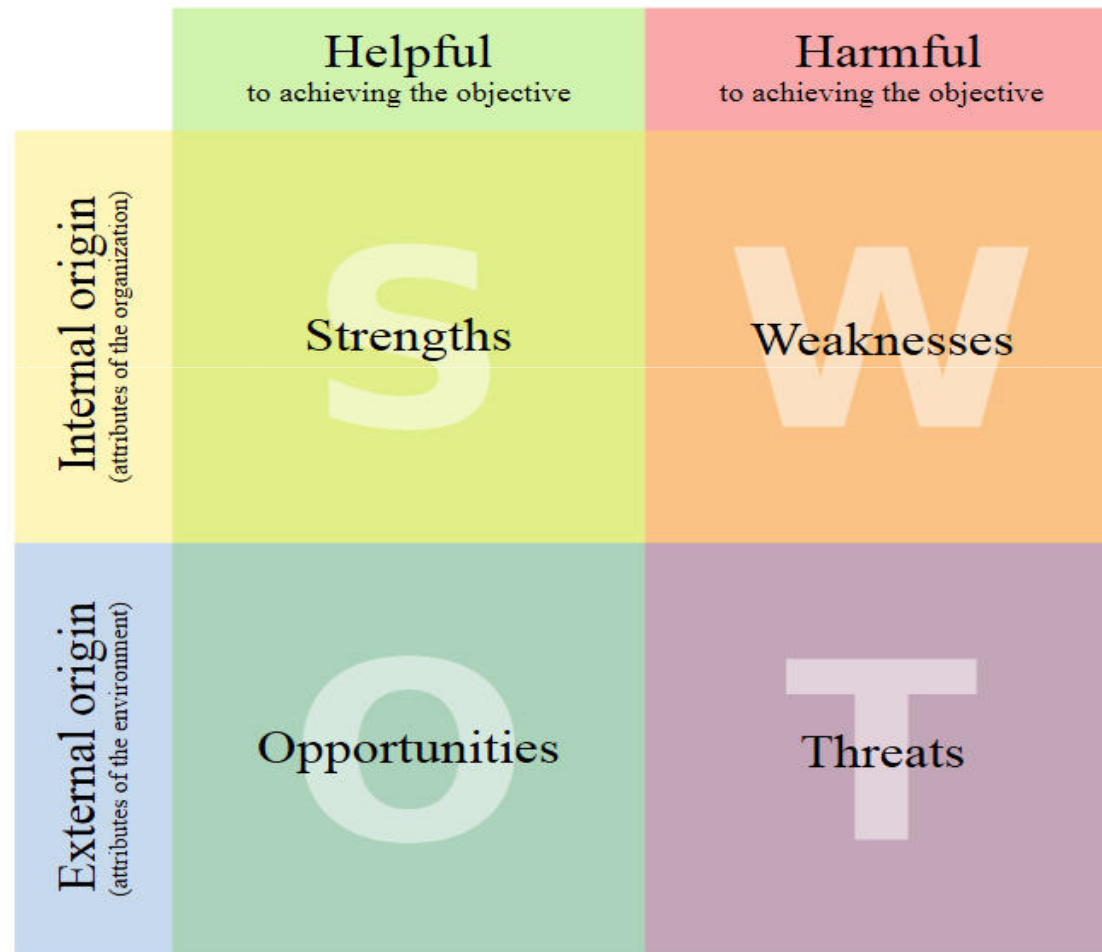 Helpful
to achieving the objective
Harmful
to achieving the objective
Internal origin
(attributes of the organization)
S
Strengths
W
Weaknesses
External origin
(attributes of the environment)
O
Opportunities
T
Threats